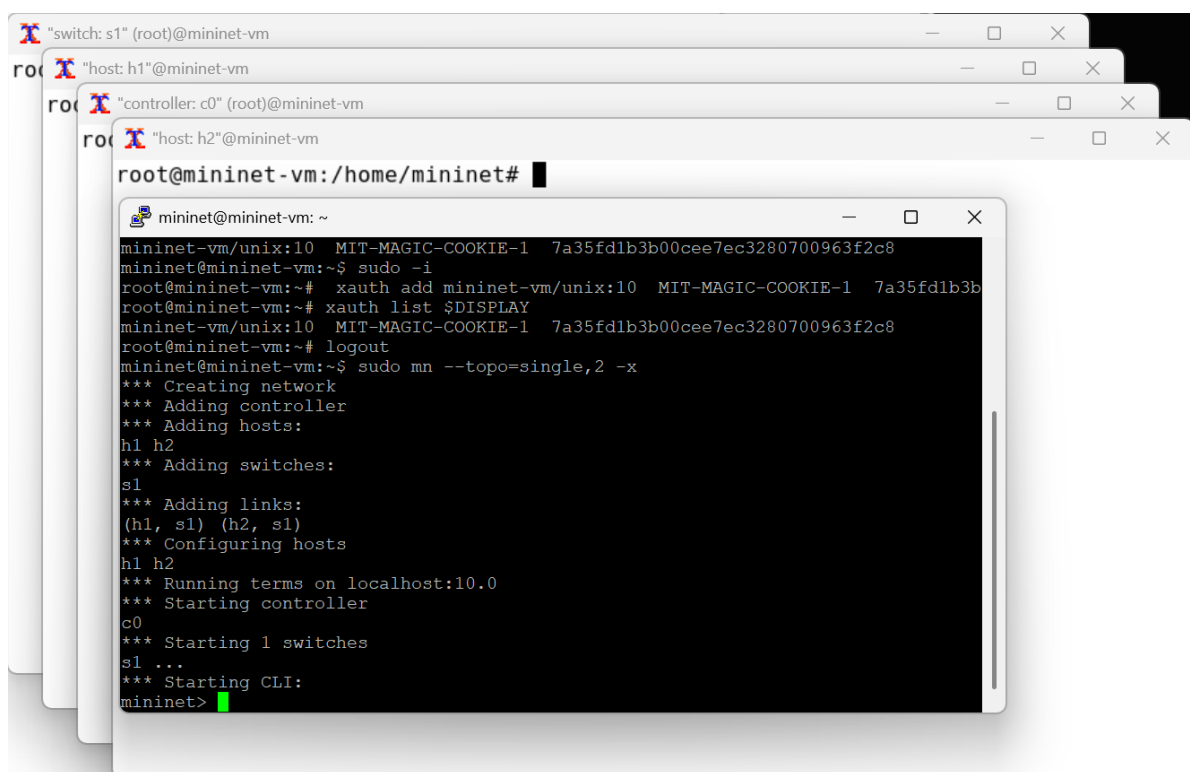 "switch: s1" (root)@mininet-vm
roo
"host: h1"@mininet-vm
roo
"controller: c0" (root)@mininet-vm
roo
"host: h2"@mininet-vm
root@mininet-vm:/home/mininet#
mininet@mininet-vm: ~
mininet-vm/unix:10  MIT-MAGIC-COOKIE-1  7a35fd1b3b00cee7ec3280700963f2c8
mininet@mininet-vm:~$ sudo -i
root@mininet-vm:~#  xauth add mininet-vm/unix:10  MIT-MAGIC-COOKIE-1  7a35fd1b3b
root@mininet-vm:~# xauth list $DISPLAY
mininet-vm/unix:10  MIT-MAGIC-COOKIE-1  7a35fd1b3b00cee7ec3280700963f2c8
root@mininet-vm:~# logout
mininet@mininet-vm:~$ sudo mn --topo=single,2 -x
*** Creating network
*** Adding controller
*** Adding hosts:
h1 h2
*** Adding switches:
s1
*** Adding links:
(h1, s1) (h2, s1)
*** Configuring hosts
h1 h2
*** Running terms on localhost:10.0
*** Starting controller
c0
*** Starting 1 switches
s1 ...
*** Starting CLI:
mininet>